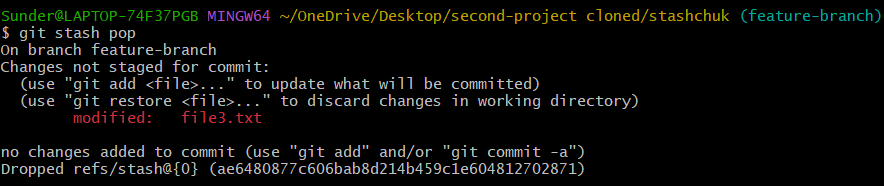 Sunder@LAPTOP-74F37PGB MINGW64 ~/OneDrive/Desktop/second-project cloned/stashchuk (feature-branch)
$ git stash pop
On branch feature-branch
Changes not staged for commit:
  (use "git add <file>..." to update what will be committed)
  (use "git restore <file>..." to discard changes in working directory)
        modified:   file3.txt

no changes added to commit (use "git add" and/or "git commit -a")
Dropped refs/stash@{0} (ae6480877c606bab8d214b459c1e604812702871)